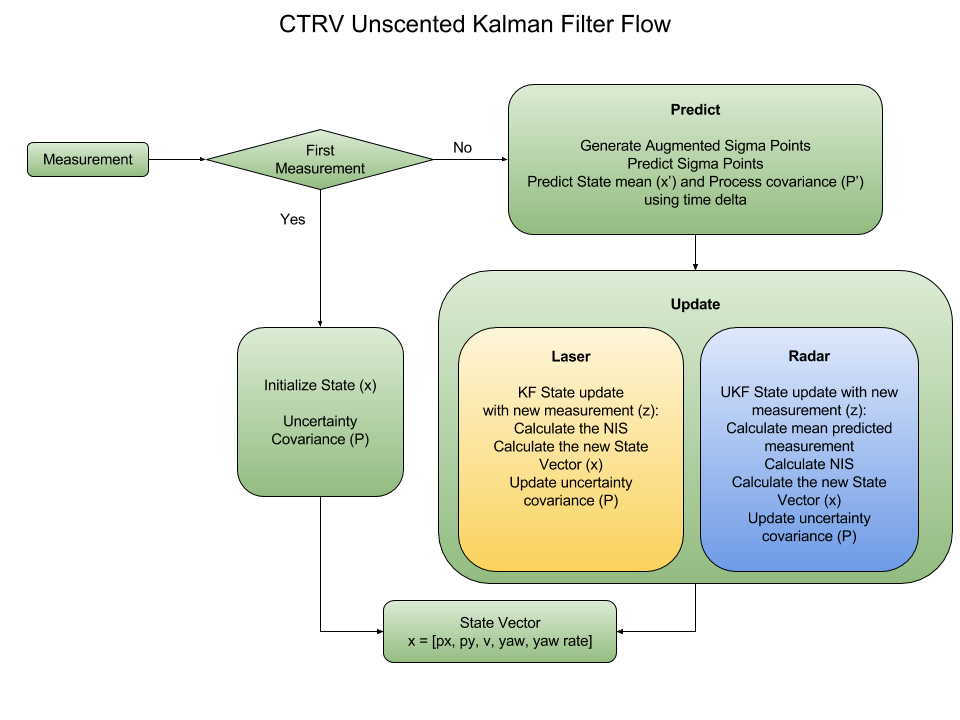 CTRV Unscented Kalman Filter Flow
Measurement
First
Measurement
No
Yes
Predict
Generate Augmented Sigma Points
Predict Sigma Points
Predict State mean (x’) and Process covariance (P’)
using time delta
Update
Laser
KF State update
with new measurement (z):
Calculate the NIS
Calculate the new State
Vector (x)
Update uncertainty
covariance (P)
Radar
UKF State update with new
measurement (z):
Calculate mean predicted
measurement
Calculate NIS
Calculate the new State
Vector (x)
Update uncertainty
covariance (P)
Initialize State (x)
Uncertainty
Covariance (P)
State Vector
x = [px, py, v, yaw, yaw rate]